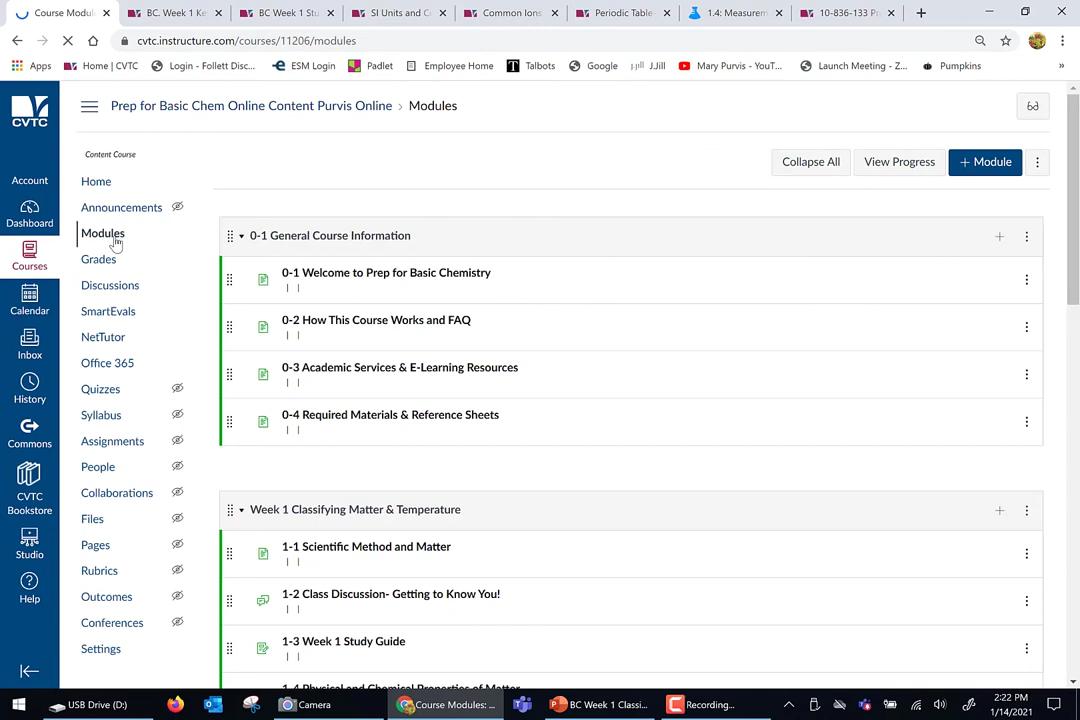 Course Module
BC. Week 1 Ke
BC Week 1 Stu
SI Units and C
Common Ions
Periodic Table
1.4: Measurem
10-836-133 Pr
cvtc.instructure.com/courses/11206/modules
Apps
Home | CVTC
Login - Follett Disc...
ESM Login
Padlet
Employee Home
Talbots
Google
J.Jill
Mary Purvis - YouT...
Launch Meeting - Z...
Pumpkins
»
CVTC
Account
Dashboard
Courses
Calendar
Inbox
History
Commons
CVTC
Bookstore
Studio
Help
Prep for Basic Chem Online Content Purvis Online › Modules
Content Course
Home
Announcements
Modules
Grades
Discussions
SmartEvals
NetTutor
Office 365
Quizzes
Syllabus
Assignments
People
Collaborations
Files
Pages
Rubrics
Outcomes
Conferences
Settings
Collapse All
View Progress
+ Module
0-1 General Course Information
0-1 Welcome to Prep for Basic Chemistry
| |
0-2 How This Course Works and FAQ
| |
0-3 Academic Services & E-Learning Resources
| |
0-4 Required Materials & Reference Sheets
| |
Week 1 Classifying Matter & Temperature
1-1 Scientific Method and Matter
| |
1-2 Class Discussion- Getting to Know You!
| |
1-3 Week 1 Study Guide
| |
1-4 Physical and Chemical Properties of Matter
USB Drive (D:)
Camera
Course Modules: ...
BC Week 1 Classi...
Recording...
2:22 PM
1/14/2021